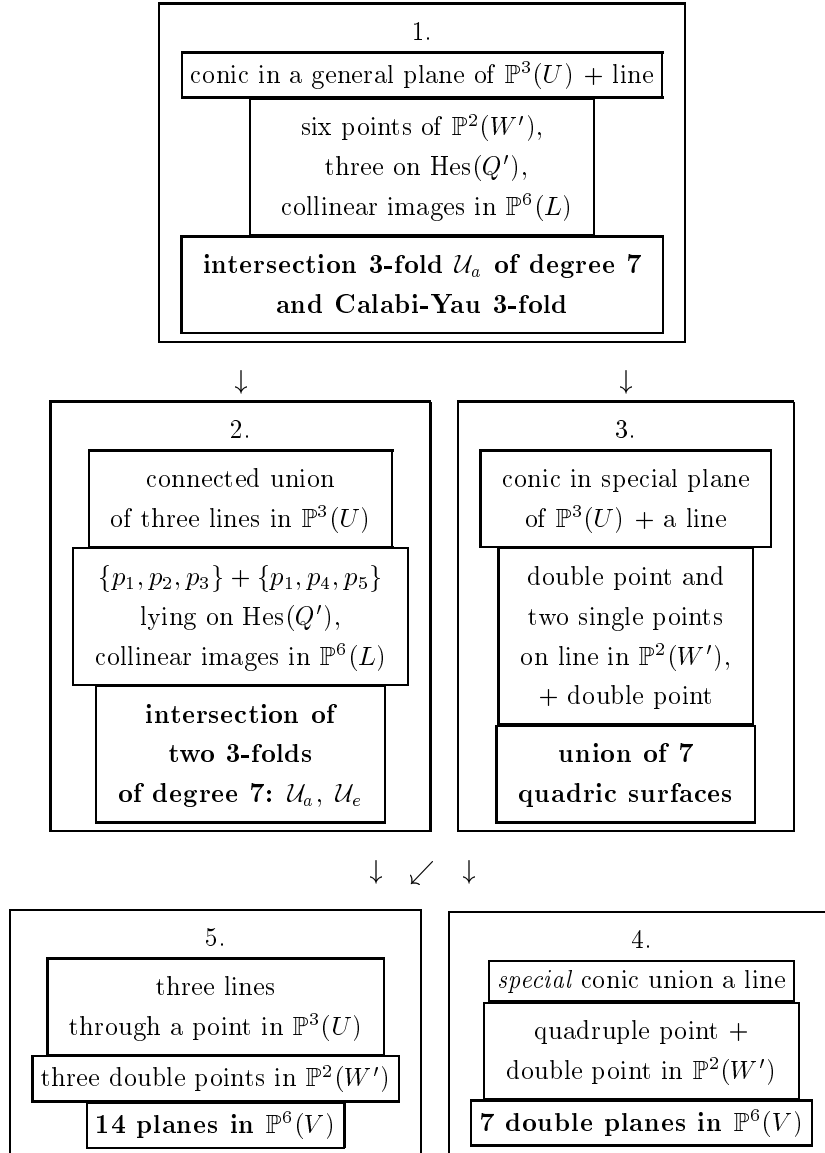 1.
conic in a general plane of ℙ³(U) + line
six points of ℙ²(W′),
three on Hes(Q′),
collinear images in ℙ⁶(L)
intersection 3-fold 𝒰ₐ of degree 7
and Calabi-Yau 3-fold
↓ ↓
2.
connected union
of three lines in ℙ³(U)
{p₁, p₂, p₃} + {p₁, p₄, p₅}
lying on Hes(Q′),
collinear images in ℙ⁶(L)
intersection of
two 3-folds
of degree 7: 𝒰ₐ, 𝒰ₑ
3.
conic in special plane
of ℙ³(U) + a line
double point and
two single points
on line in ℙ²(W′),
+ double point
union of 7
quadric surfaces
↓ ↙ ↓
5.
three lines
through a point in ℙ³(U)
three double points in ℙ²(W′)
14 planes in ℙ⁶(V)
4.
special conic union a line
quadruple point +
double point in ℙ²(W′)
7 double planes in ℙ⁶(V)